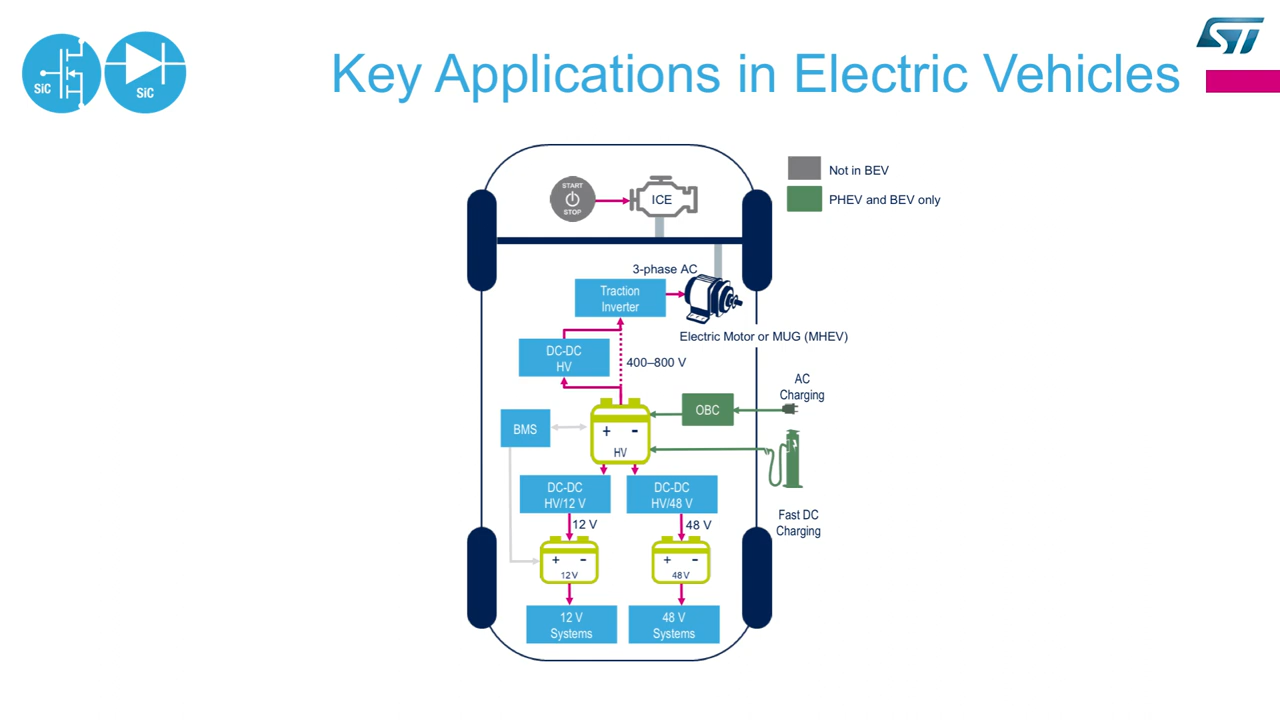 Key Applications in Electric Vehicles
ST
SiC
SiC
Not in BEV
PHEV and BEV only
START
STOP
ICE
3-phase AC
Traction
Inverter
Electric Motor or MUG (MHEV)
DC-DC
HV
400–800 V
AC
Charging
OBC
BMS
+ -
HV
DC-DC
HV/12 V
DC-DC
HV/48 V
Fast DC
Charging
12 V
48 V
+ -
12 V
+ -
48 V
12 V
Systems
48 V
Systems